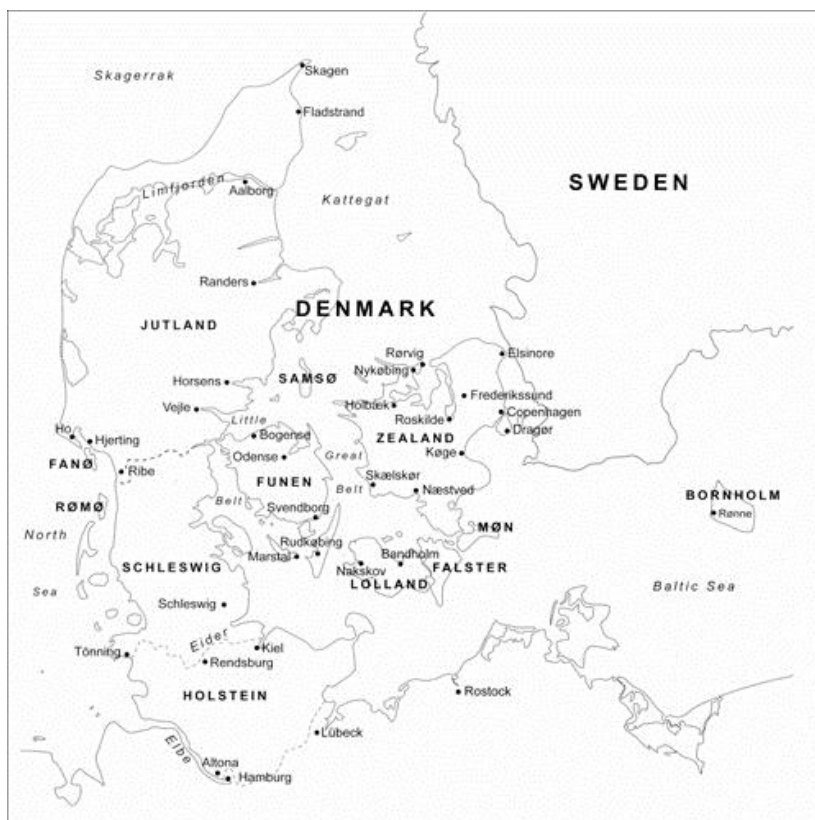 Skagerrak
Skagen
Fladstrand
SWEDEN
Limfjorden
Aalborg
Kattegat
Randers
DENMARK
JUTLAND
Rørvig
Elsinore
Nykøbing
SAMSØ
Horsens
Frederikssund
Holbæk
Vejle
Copenhagen
Roskilde
Little
Dragør
Ho
Bogense
ZEALAND
Hjerting
Køge
Odense
Great
FANØ
Ribe
Skælskør
FUNEN
Belt
Næstved
BORNHOLM
Belt
RØMØ
Svendborg
Rønne
MØN
North
Rudkøbing
Marstal
Bandholm
SCHLESWIG
Nakskov
FALSTER
LOLLAND
Sea
Baltic Sea
Schleswig
Eider
Kiel
Tönning
Rendsburg
HOLSTEIN
Rostock
Lübeck
Elbe
Altona
Hamburg